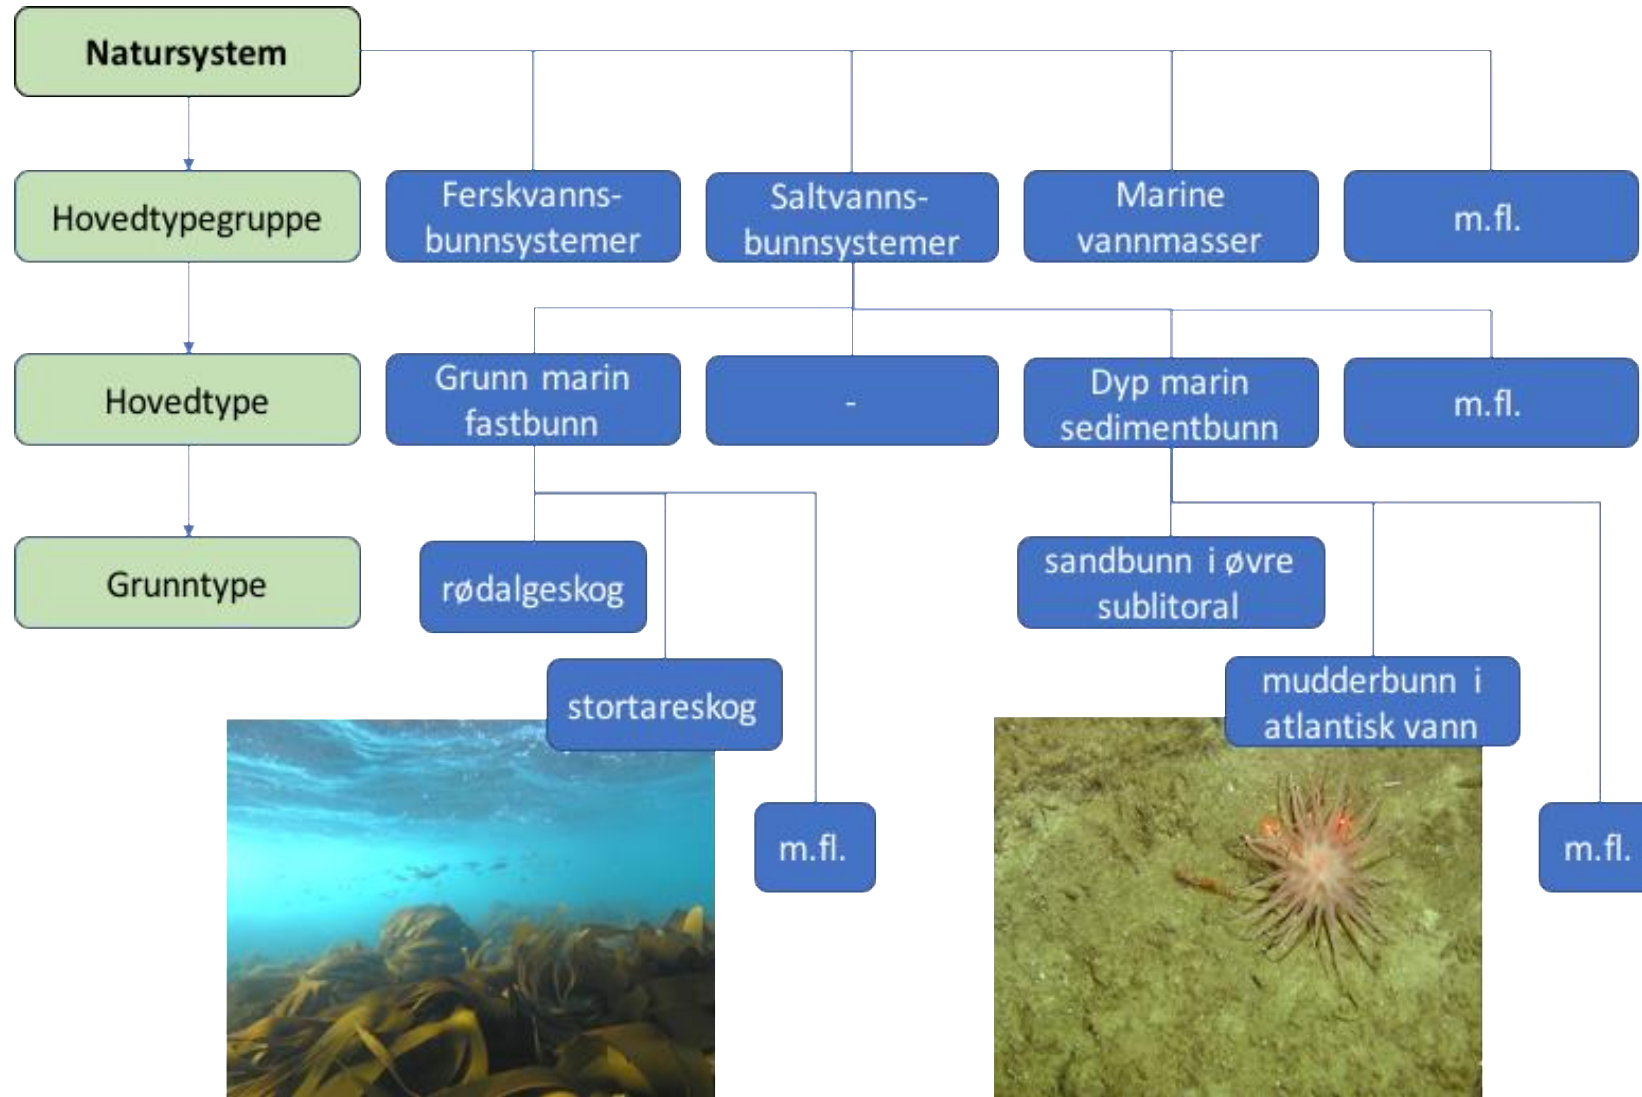 Natursystem
Hovedtypegruppe
Ferskvanns-
bunnsystemer
Saltvanns-
bunnsystemer
Marine
vannmasser
m.fl.
Hovedtype
Grunn marin
fastbunn
-
Dyp marin
sedimentbunn
m.fl.
Grunntype
rødalgeskog
stortareskog
m.fl.
sandbunn i øvre
sublitoral
mudderbunn i
atlantisk vann
m.fl.